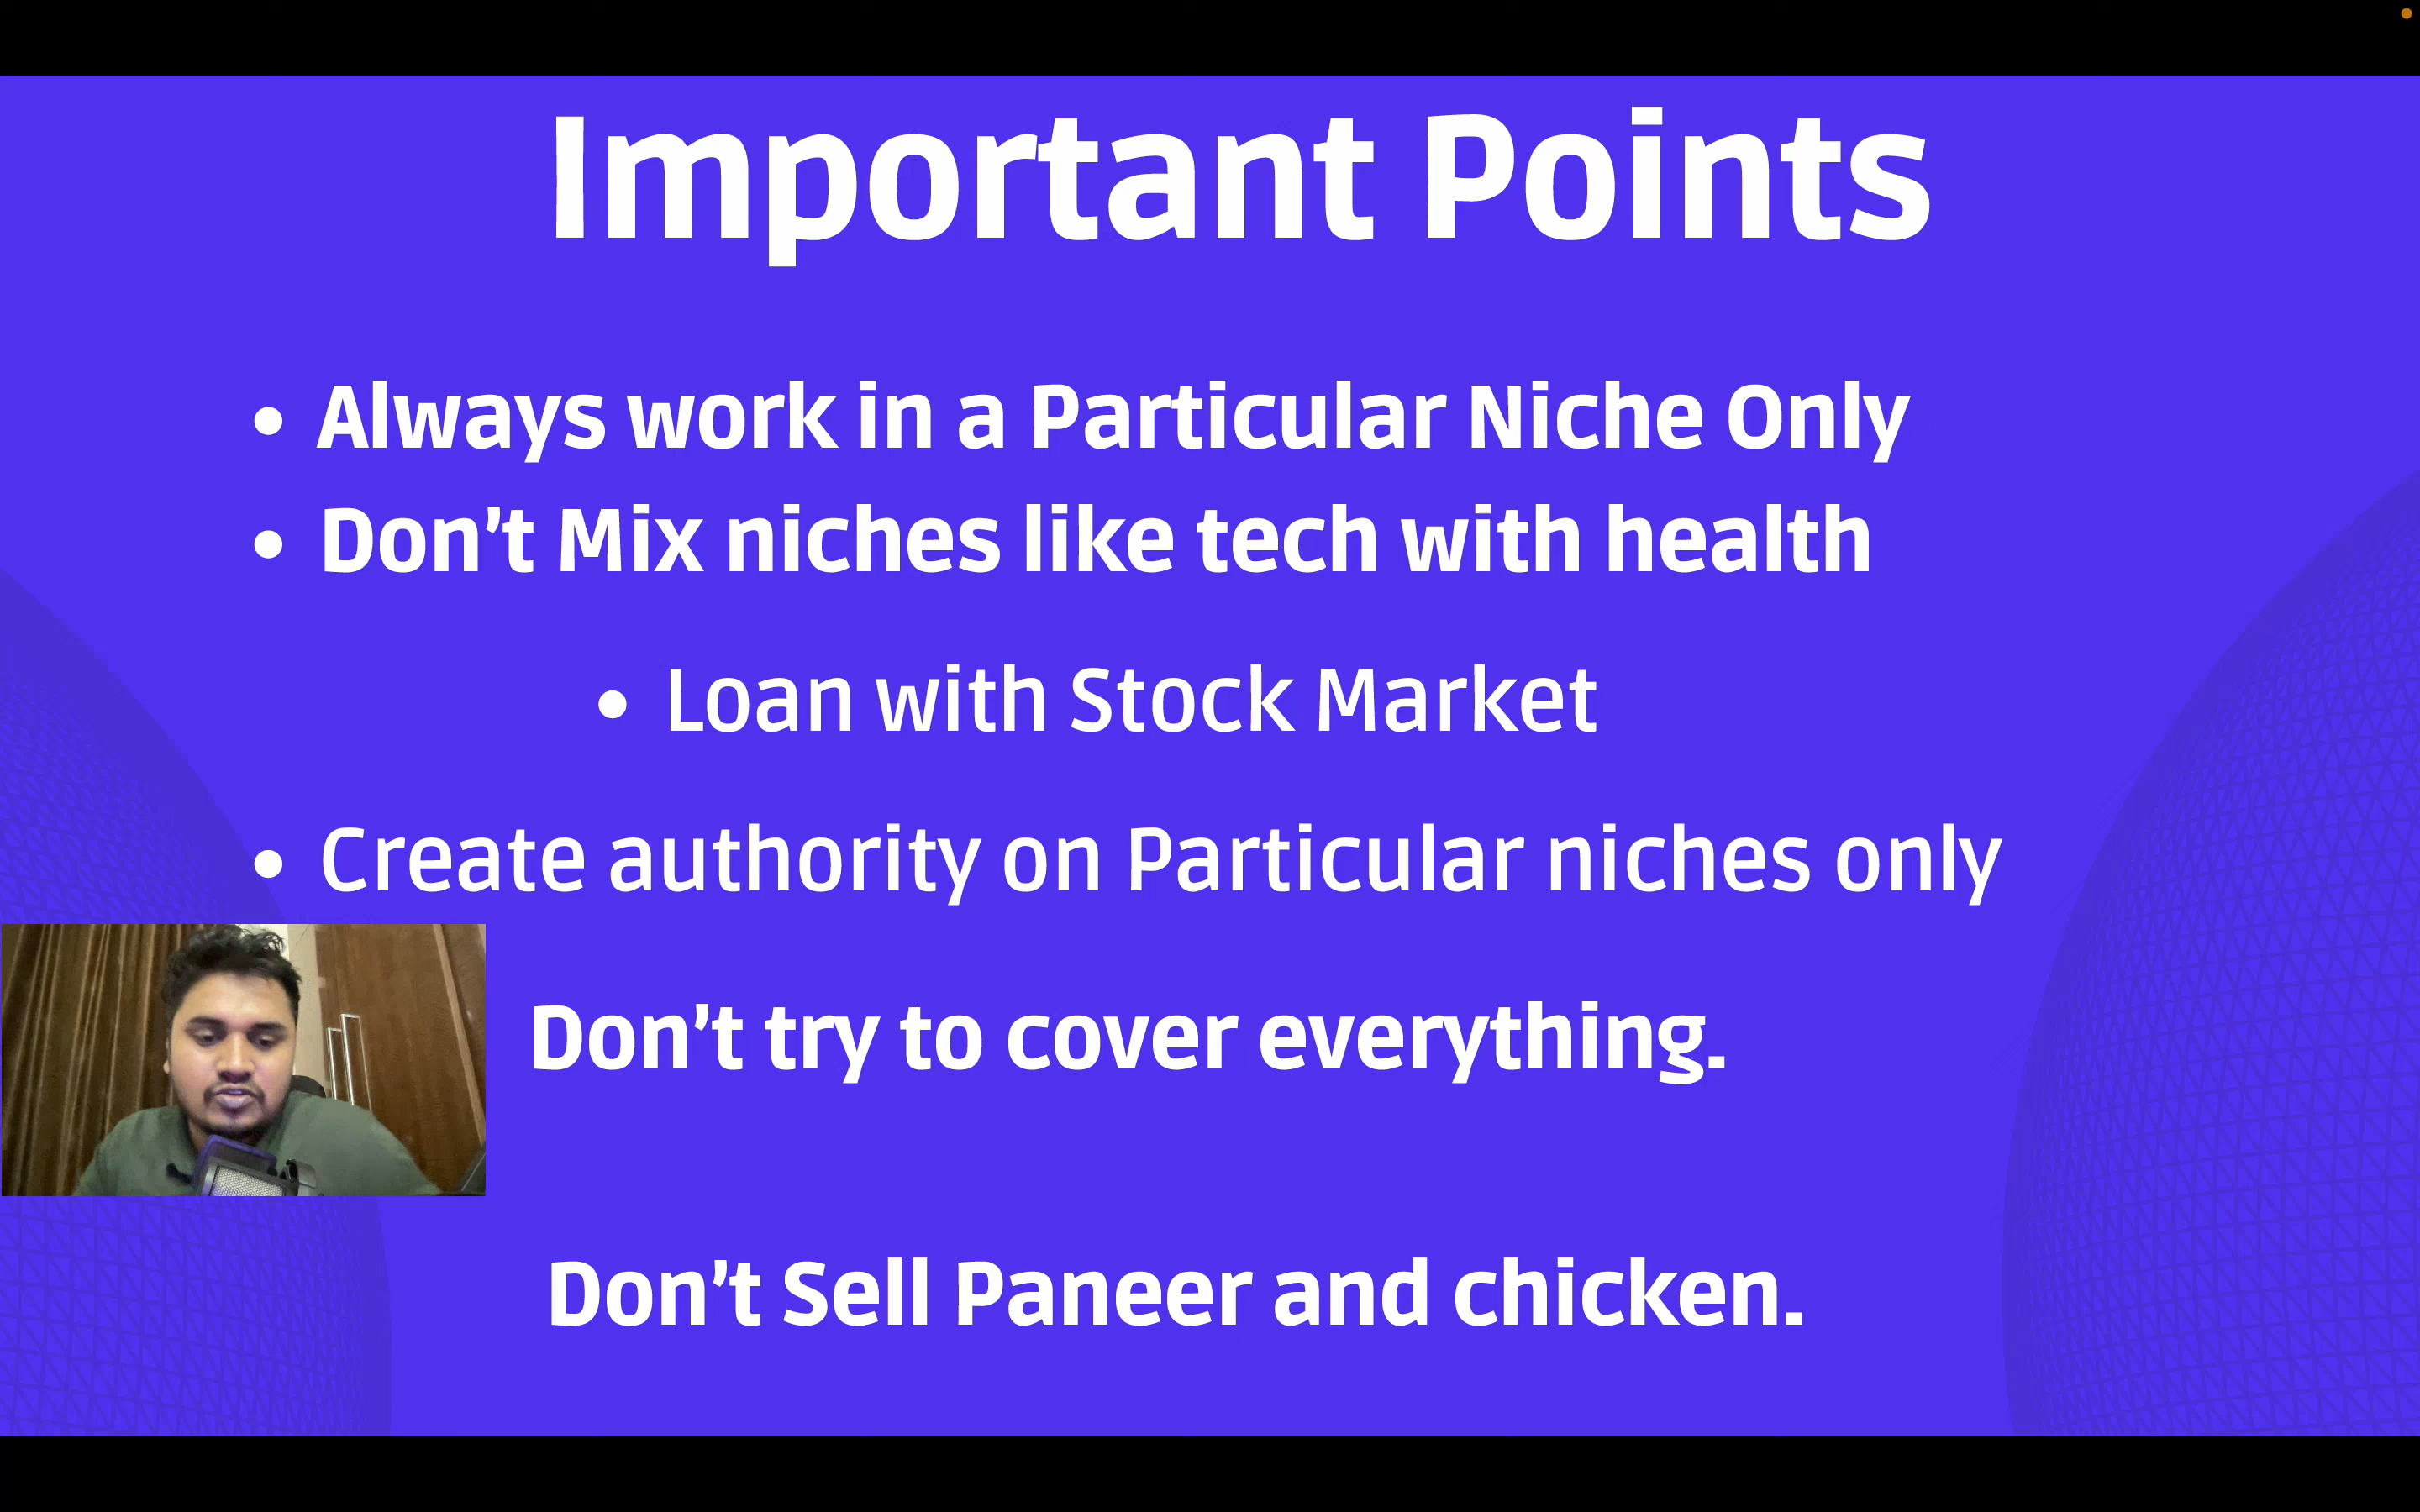 Important Points
• Always work in a Particular Niche Only
• Don’t Mix niches like tech with health
• Loan with Stock Market
• Create authority on Particular niches only
Don’t try to cover everything.
Don’t Sell Paneer and chicken.